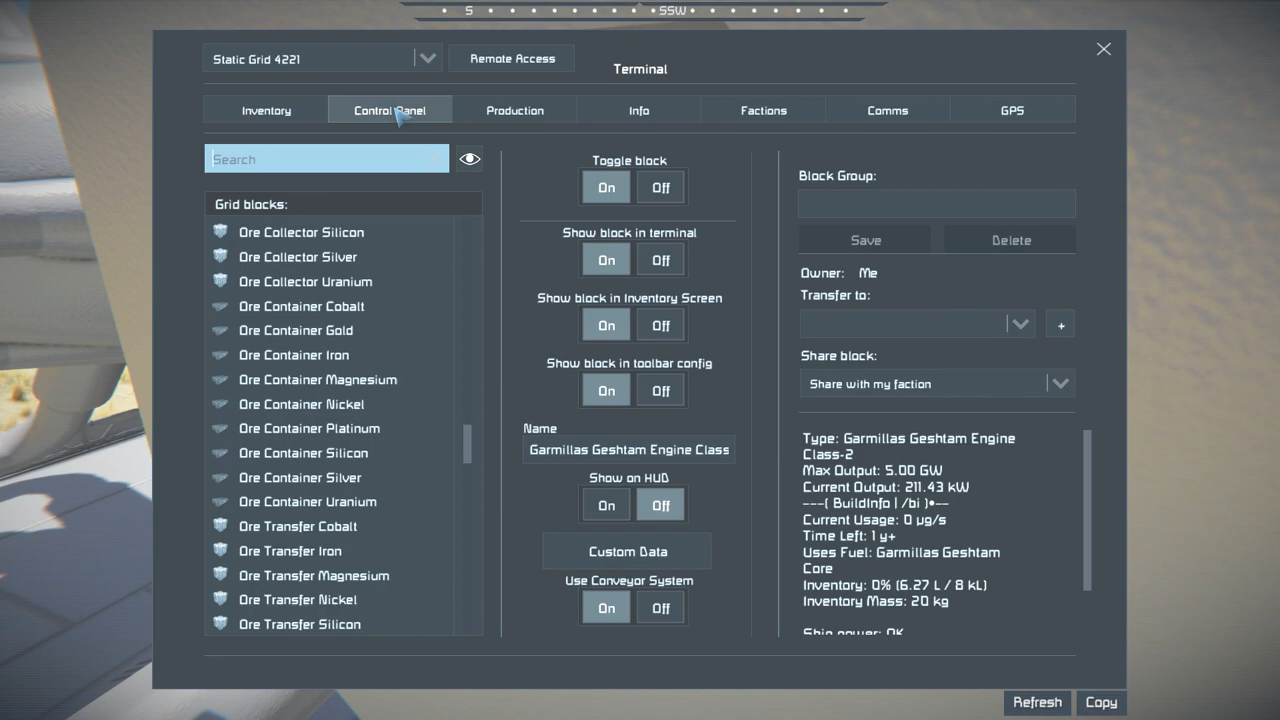 S SSW
Static Grid 4221
Remote Access
Terminal
Inventory
Control Panel
Production
Info
Factions
Comms
GPS
Search
Grid blocks:
Ore Collector Silicon
Ore Collector Silver
Ore Collector Uranium
Ore Container Cobalt
Ore Container Gold
Ore Container Iron
Ore Container Magnesium
Ore Container Nickel
Ore Container Platinum
Ore Container Silicon
Ore Container Silver
Ore Container Uranium
Ore Transfer Cobalt
Ore Transfer Iron
Ore Transfer Magnesium
Ore Transfer Nickel
Ore Transfer Silicon
Toggle block
On Off
Show block in terminal
On Off
Show block in Inventory Screen
On Off
Show block in toolbar config
On Off
Name
Garmillas Geshtam Engine Class
Show on HUD
On Off
Custom Data
Use Conveyor System
On Off
Block Group:
Save Delete
Owner: Me
Transfer to:
+
Share block:
Share with my faction
Type: Garmillas Geshtam Engine
Class-2
Max Output: 5.00 GW
Current Output: 211.43 kW
---( BuildInfo | /bi )•--
Current Usage: 0 µg/s
Time Left: 1 y+
Uses Fuel: Garmillas Geshtam
Core
Inventory: 0% (6.27 L / 8 kL)
Inventory Mass: 20 kg
Ship power: OK
Refresh Copy